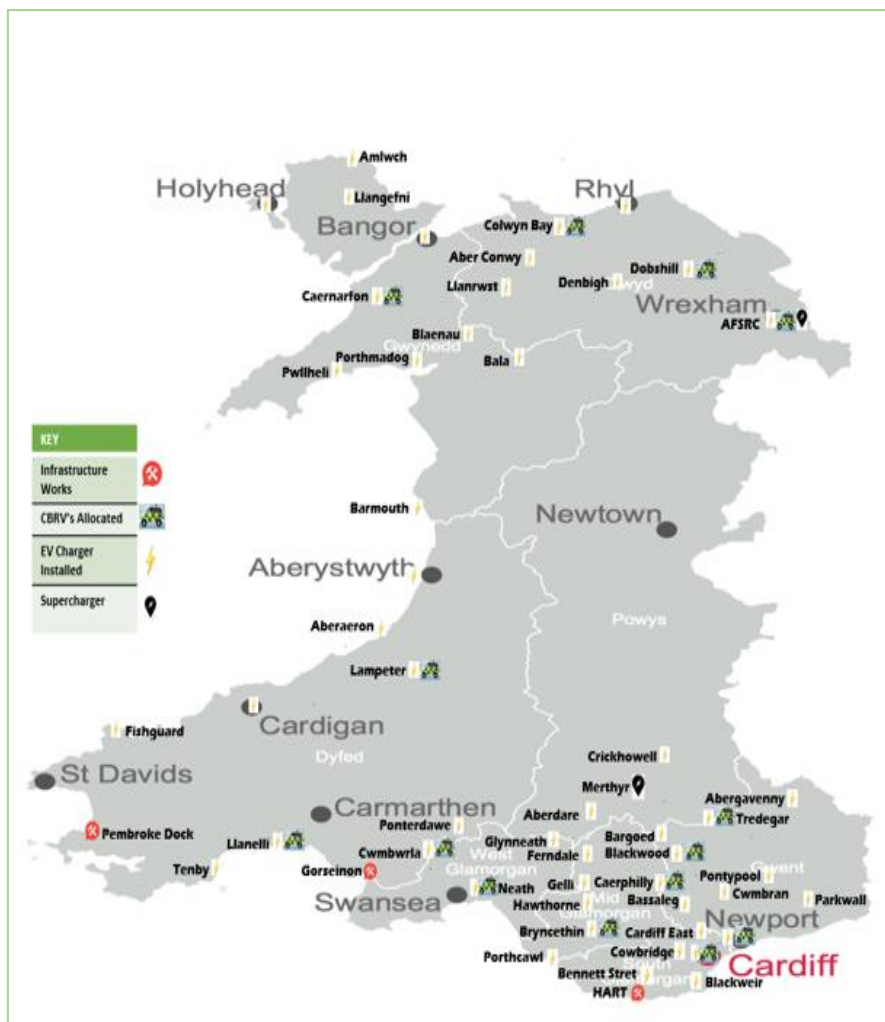 Amlwch
Holyhead
Llangefni
Rhyl
Bangor
Colwyn Bay
Aber Conwy
Dobshill
Llanrwst
Denbigh
wyd
Caernarfon
Wrexham
AFSRC
Blaenau
Gwynedd
Porthmadog
Bala
Pwllheli
KEY
Infrastructure
Works
CBRV's Allocated
EV Charger
Installed
Supercharger
Barmouth
Newtown
Aberystwyth
Aberaeron
Powys
Lampeter
Cardigan
Fishguard
Dyfed
Crickhowell
St Davids
Merthyr
Abergavenny
Carmarthen
Aberdare
Tredegar
Pembroke Dock
Ponterdawe
Bargoed
Llanelli
Glynneath
Cwmbwrla
West
Glamorgan
Ferndale
Blackwood
Gwent
Tenby
Gorseinon
Pontypool
Gelli
Caerphilly
Neath
Cwmbran
Swansea
Mid
Glamorgan
Hawthorne
Bassaleg
Parkwall
Newport
Bryncethin
Cardiff East
Porthcawl
Cowbridge
South
Cardiff
Bennett Stret
Blackweir
HART